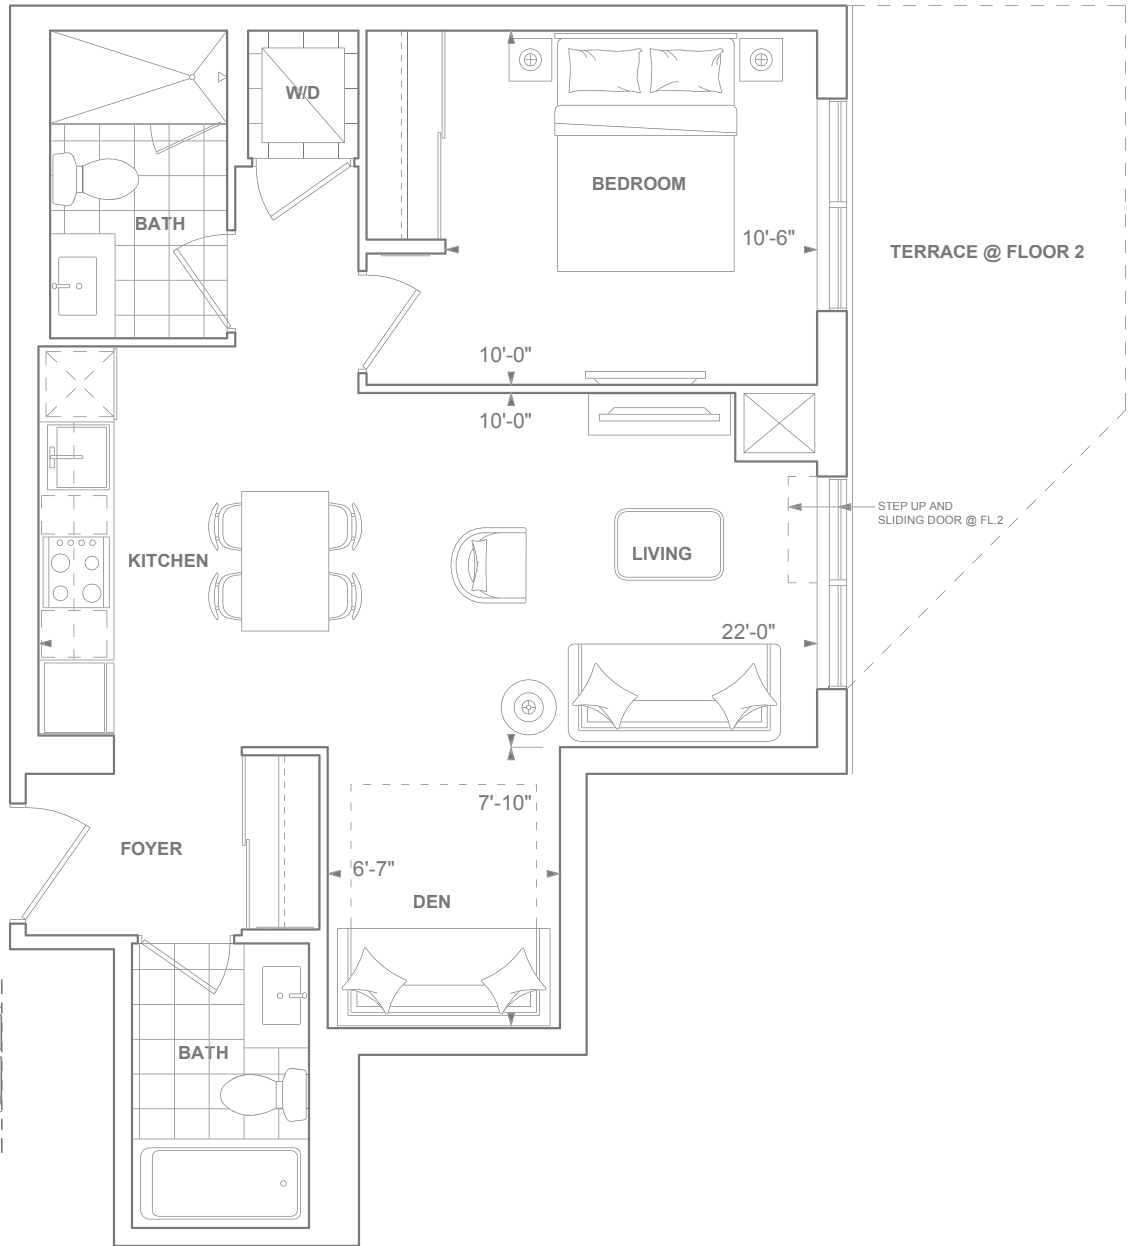 W/D
BEDROOM
BATH
10'-6"
TERRACE @ FLOOR 2
10'-0"
10'-0"
STEP UP AND
SLIDING DOOR @ FL.2
KITCHEN
LIVING
22'-0"
7'-10"
FOYER
6'-7"
DEN
BATH